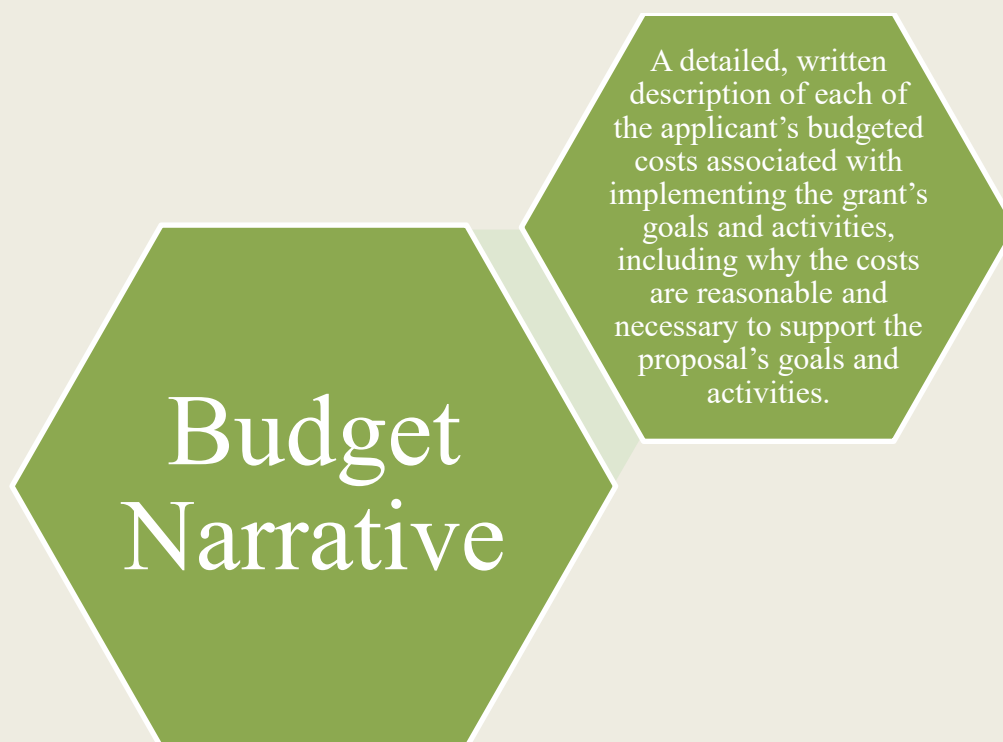 Budget
Narrative
A detailed, written
description of each of
the applicant’s budgeted
costs associated with
implementing the grant’s
goals and activities,
including why the costs
are reasonable and
necessary to support the
proposal’s goals and
activities.